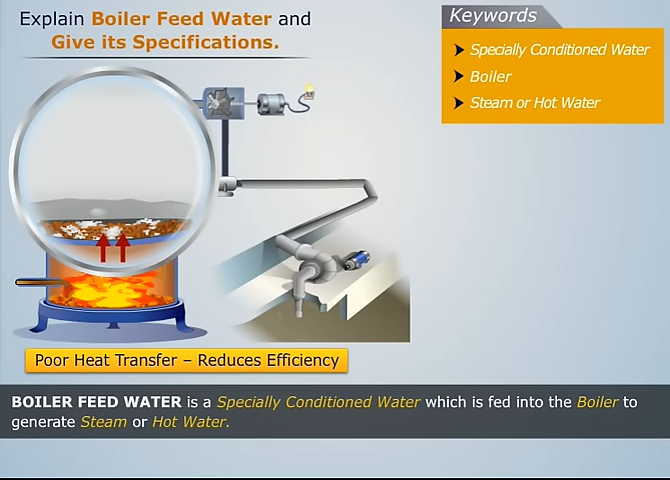 Explain Boiler Feed Water and
Give its Specifications.
Keywords
Specially Conditioned Water
Boiler
Steam or Hot Water
Poor Heat Transfer – Reduces Efficiency
BOILER FEED WATER is a Specially Conditioned Water which is fed into the Boiler to
generate Steam or Hot Water.